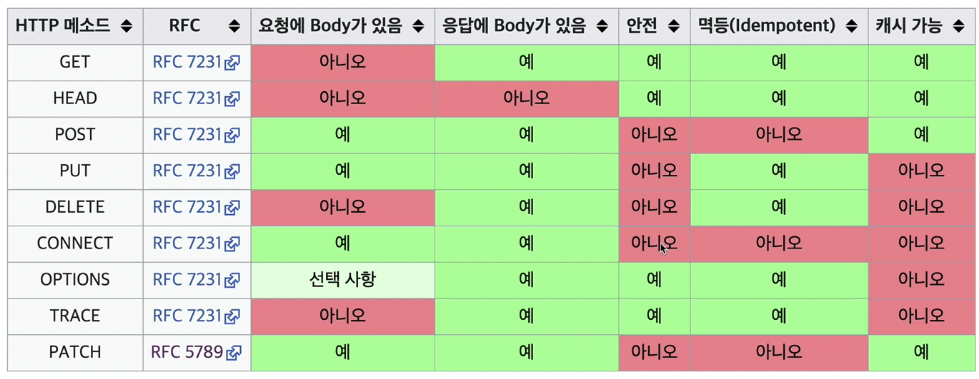 HTTP 메소드 RFC 요청에 Body가 있음 응답에 Body가 있음 안전 멱등(Idempotent) 캐시 가능
GET RFC 7231 아니오 예 예 예 예
HEAD RFC 7231 아니오 아니오 예 예 예
POST RFC 7231 예 예 아니오 아니오 예
PUT RFC 7231 예 예 아니오 예 아니오
DELETE RFC 7231 아니오 예 아니오 예 아니오
CONNECT RFC 7231 예 예 아니오 아니오 아니오
OPTIONS RFC 7231 선택 사항 예 예 예 아니오
TRACE RFC 7231 아니오 예 예 예 아니오
PATCH RFC 5789 예 예 아니오 아니오 예